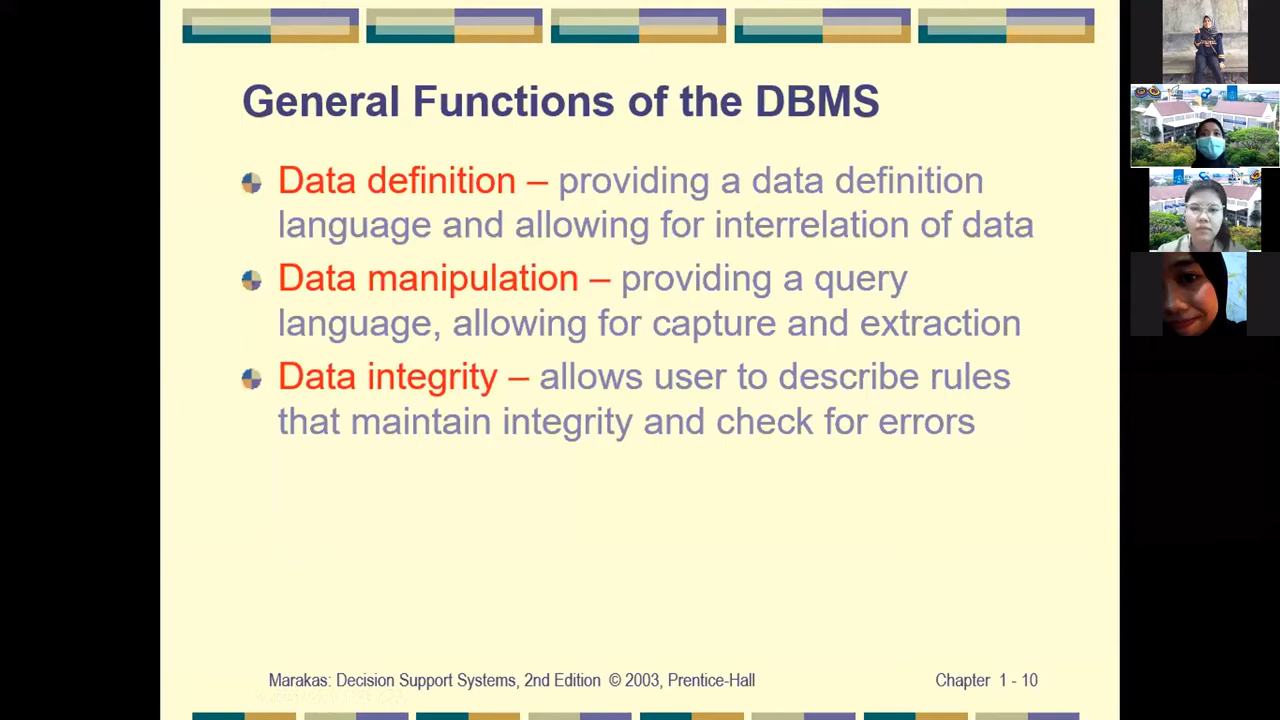 General Functions of the DBMS
Data definition – providing a data definition
language and allowing for interrelation of data
Data manipulation – providing a query
language, allowing for capture and extraction
Data integrity – allows user to describe rules
that maintain integrity and check for errors
Marakas: Decision Support Systems, 2nd Edition © 2003, Prentice-Hall
Chapter 1 - 10